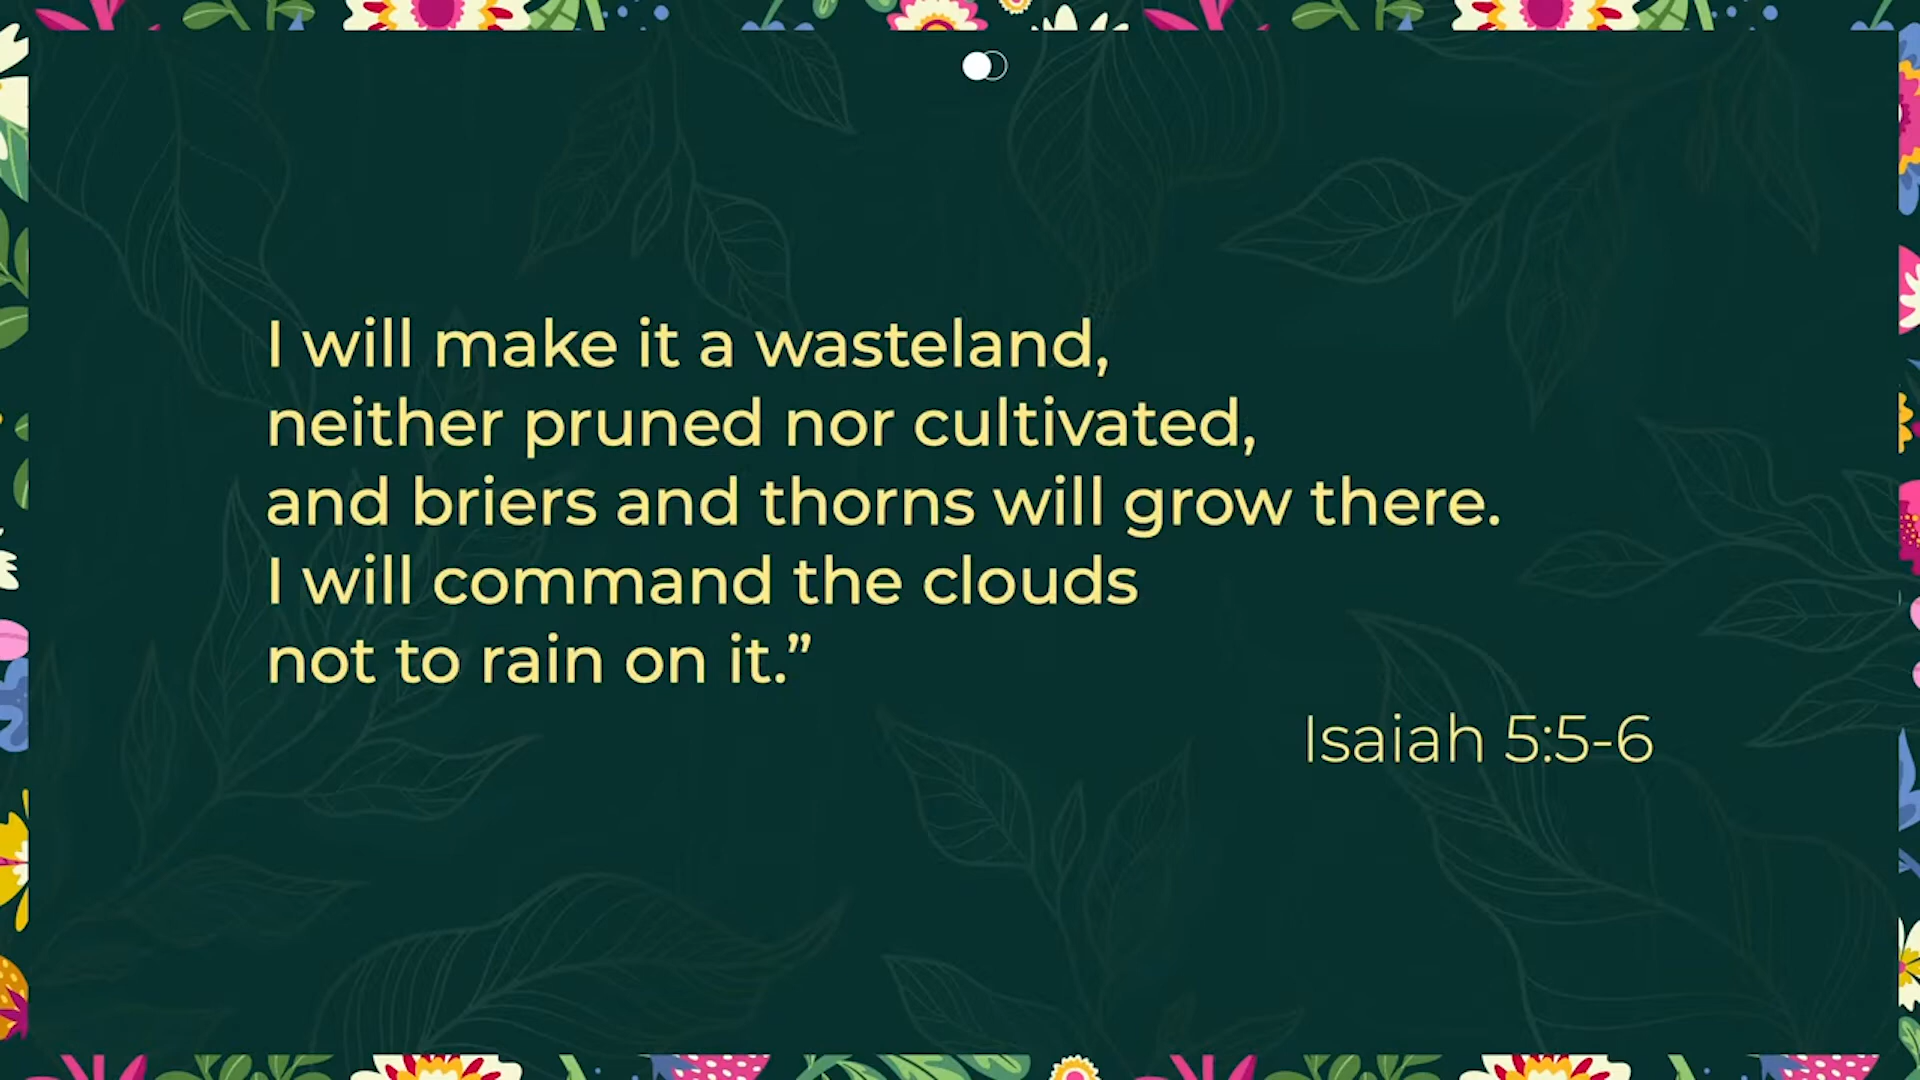 I will make it a wasteland,
neither pruned nor cultivated,
and briers and thorns will grow there.
I will command the clouds
not to rain on it.”
Isaiah 5:5-6